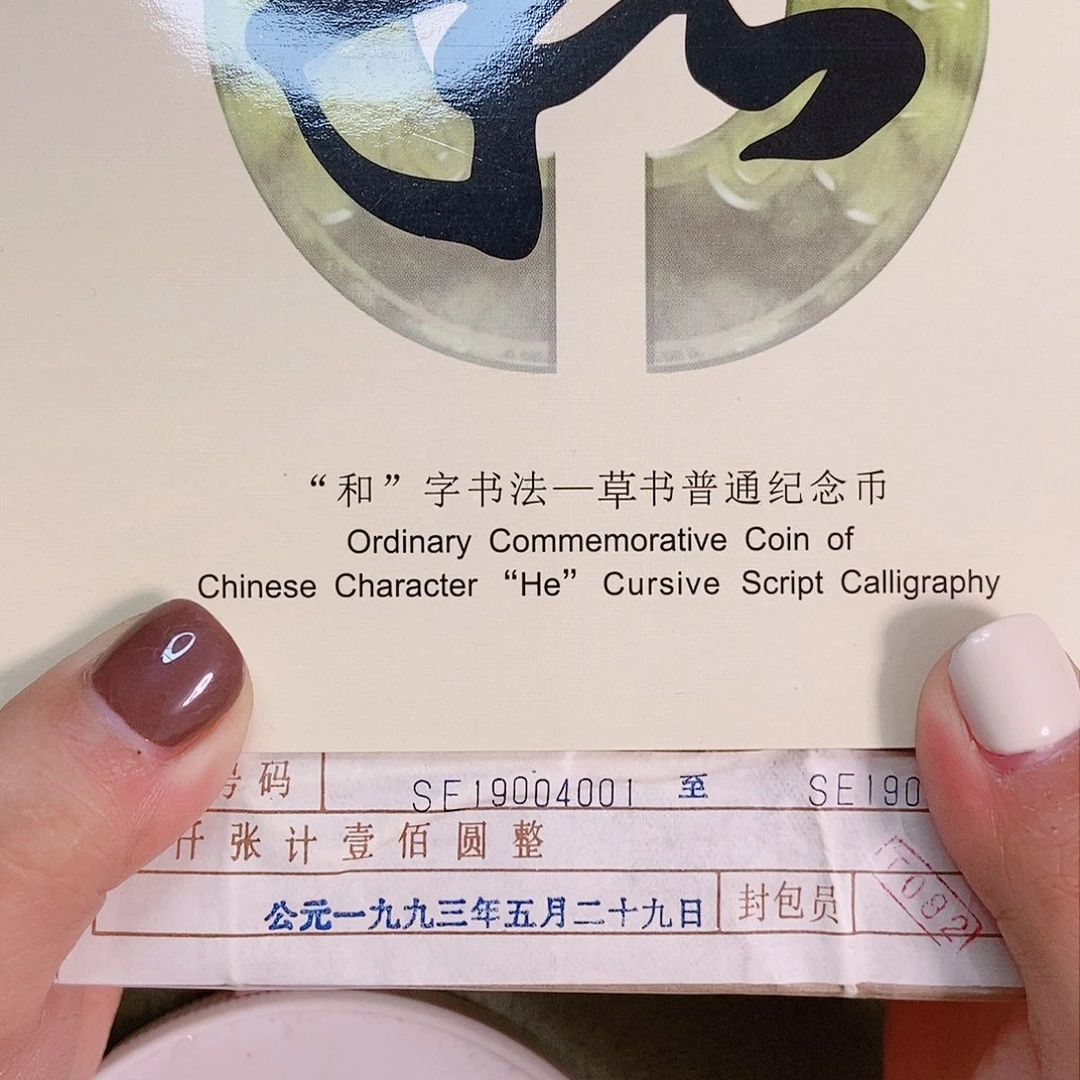 “和”字书法—草书普通纪念币
Ordinary Commemorative Coin of
Chinese Character “He” Cursive Script Calligraphy
号码 SE19004001 至 SE190
仟张计壹佰圆整
公元一九九三年五月二十九日 封包员